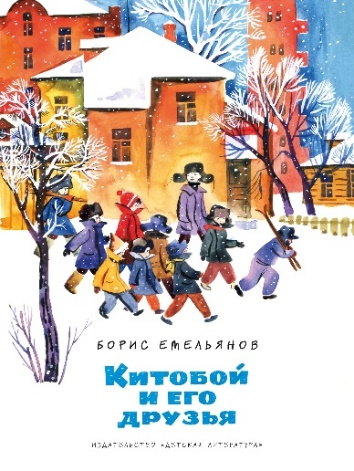 БОРИС ЕМЕЛЬЯНОВ
КИТОБОЙ
И ЕГО
ДРУЗЬЯ
ИЗДАТЕЛЬСТВО «ДЕТСКАЯ ЛИТЕРАТУРА»